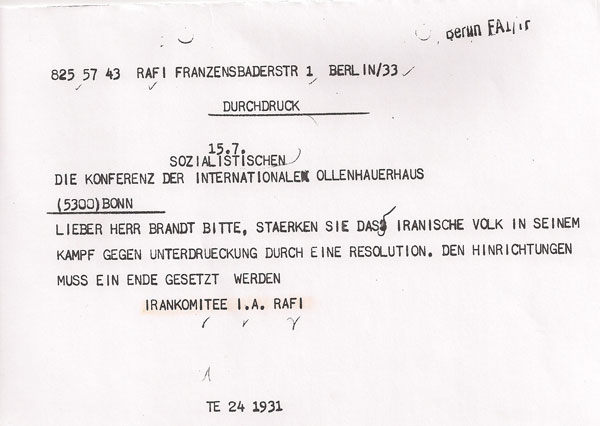 Berlin
825 57 43 RAFI FRANZENSBADERSTR 1 BERLIN/33
DURCHDRUCK
15.7.
SOZIALISTISCHEN
DIE KONFERENZ DER INTERNATIONALEN OLLENHAUERHAUS
(5300)BONN
LIEBER HERR BRANDT BITTE, STAERKEN SIE DAS IRANISCHE VOLK IN SEINEM
KAMPF GEGEN UNTERDRUECKUNG DURCH EINE RESOLUTION. DEN HINRICHTUNGEN
MUSS EIN ENDE GESETZT WERDEN
IRANKOMITEE I.A. RAFI
1
TE 24 1931